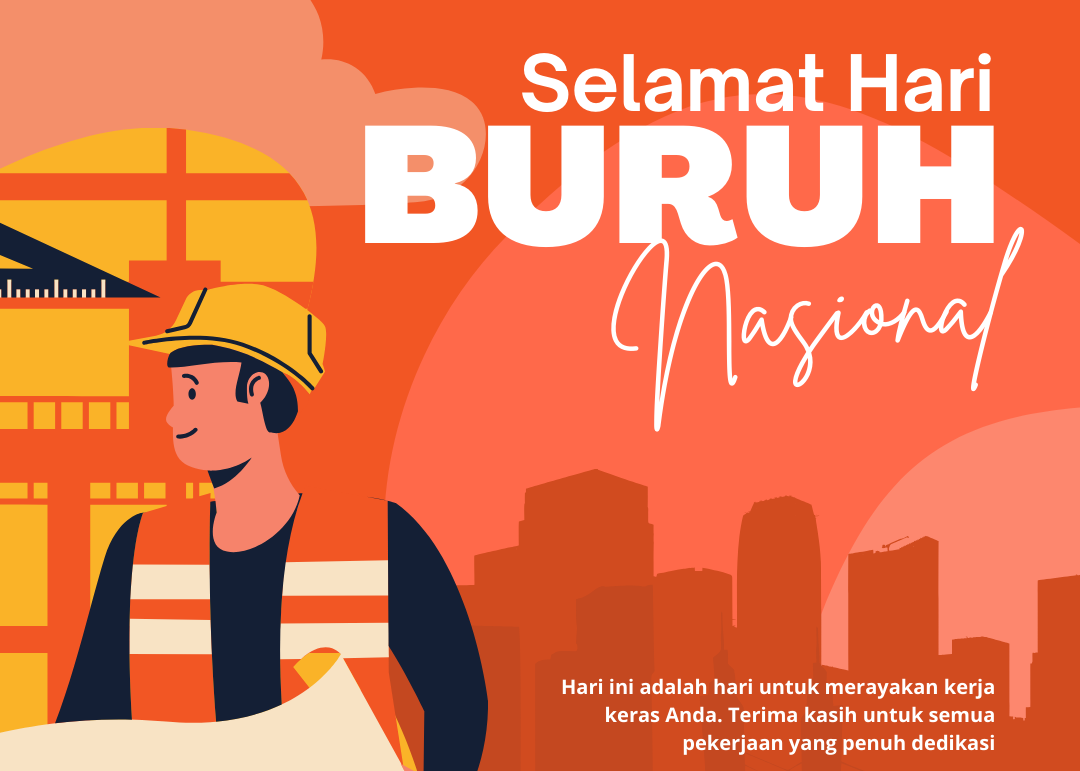 Selamat Hari
BURUH
Nasional
Hari ini adalah hari untuk merayakan kerja
keras Anda. Terima kasih untuk semua
pekerjaan yang penuh dedikasi